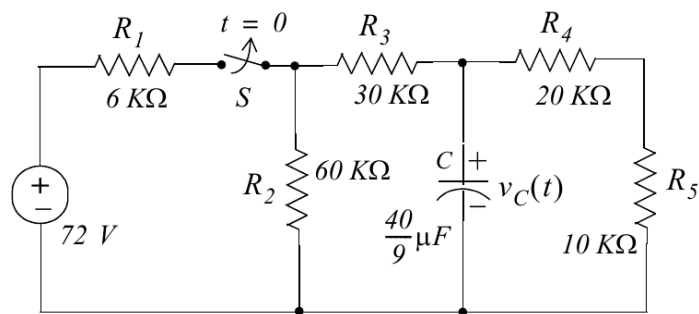 R1
t = 0
R3
R4
6 KΩ
S
30 KΩ
20 KΩ
+
−
72 V
R2
60 KΩ
C +
−
vC(t)
40/9 μF
R5
10 KΩ